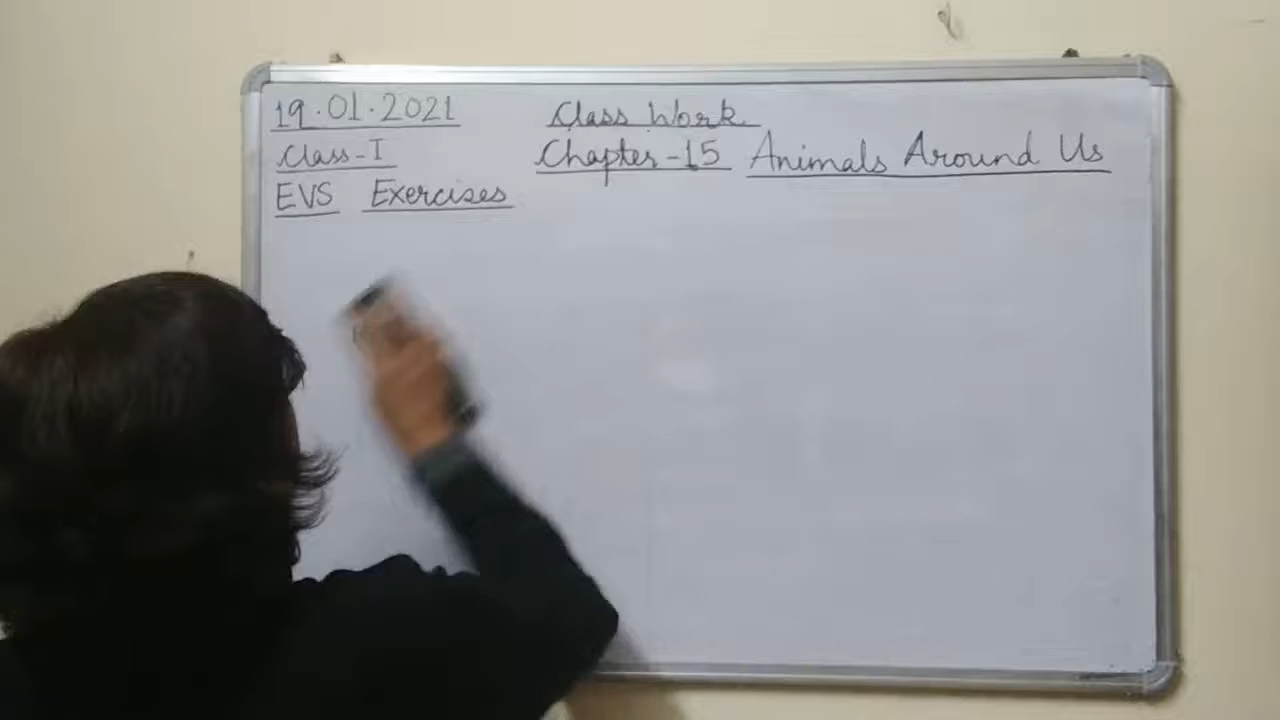 19.01.2021 Class Work
Class-I Chapter-15 Animals Around Us
EVS Exercises